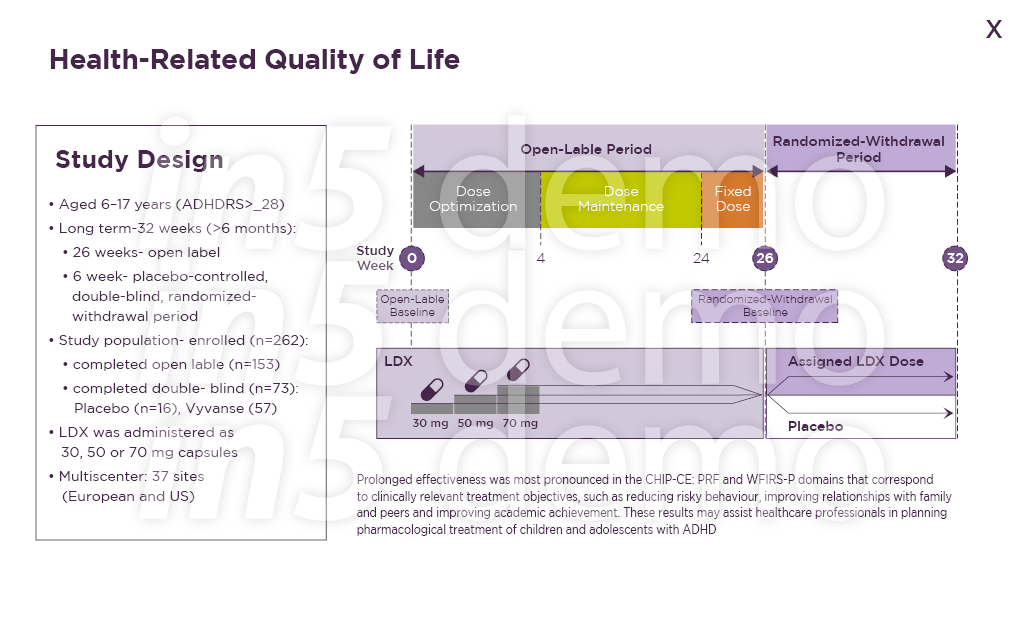 X
Health-Related Quality of Life
Study Design
• Aged 6–17 years (ADHDRS>_28)
• Long term-32 weeks (>6 months):
• 26 weeks- open label
• 6 week- placebo-controlled,
double-blind, randomized-
withdrawal period
• Study population- enrolled (n=262):
• completed open lable (n=153)
• completed double- blind (n=73):
Placebo (n=16), Vyvanse (57)
• LDX was administered as
30, 50 or 70 mg capsules
• Multiscenter: 37 sites
(European and US)
Open-Lable Period
Randomized-Withdrawal
Period
Dose
Optimization
Dose
Maintenance
Fixed
Dose
Study
Week
0
4
24
26
32
Open-Lable
Baseline
Randomized-Withdrawal
Baseline
LDX
30 mg
50 mg
70 mg
Assigned LDX Dose
Placebo
Prolonged effectiveness was most pronounced in the CHIP-CE: PRF and WFIRS-P domains that correspond
to clinically relevant treatment objectives, such as reducing risky behaviour, improving relationships with family
and peers and improving academic achievement. These results may assist healthcare professionals in planning
pharmacological treatment of children and adolescents with ADHD
in5 demo
in5 demo
in5 demo